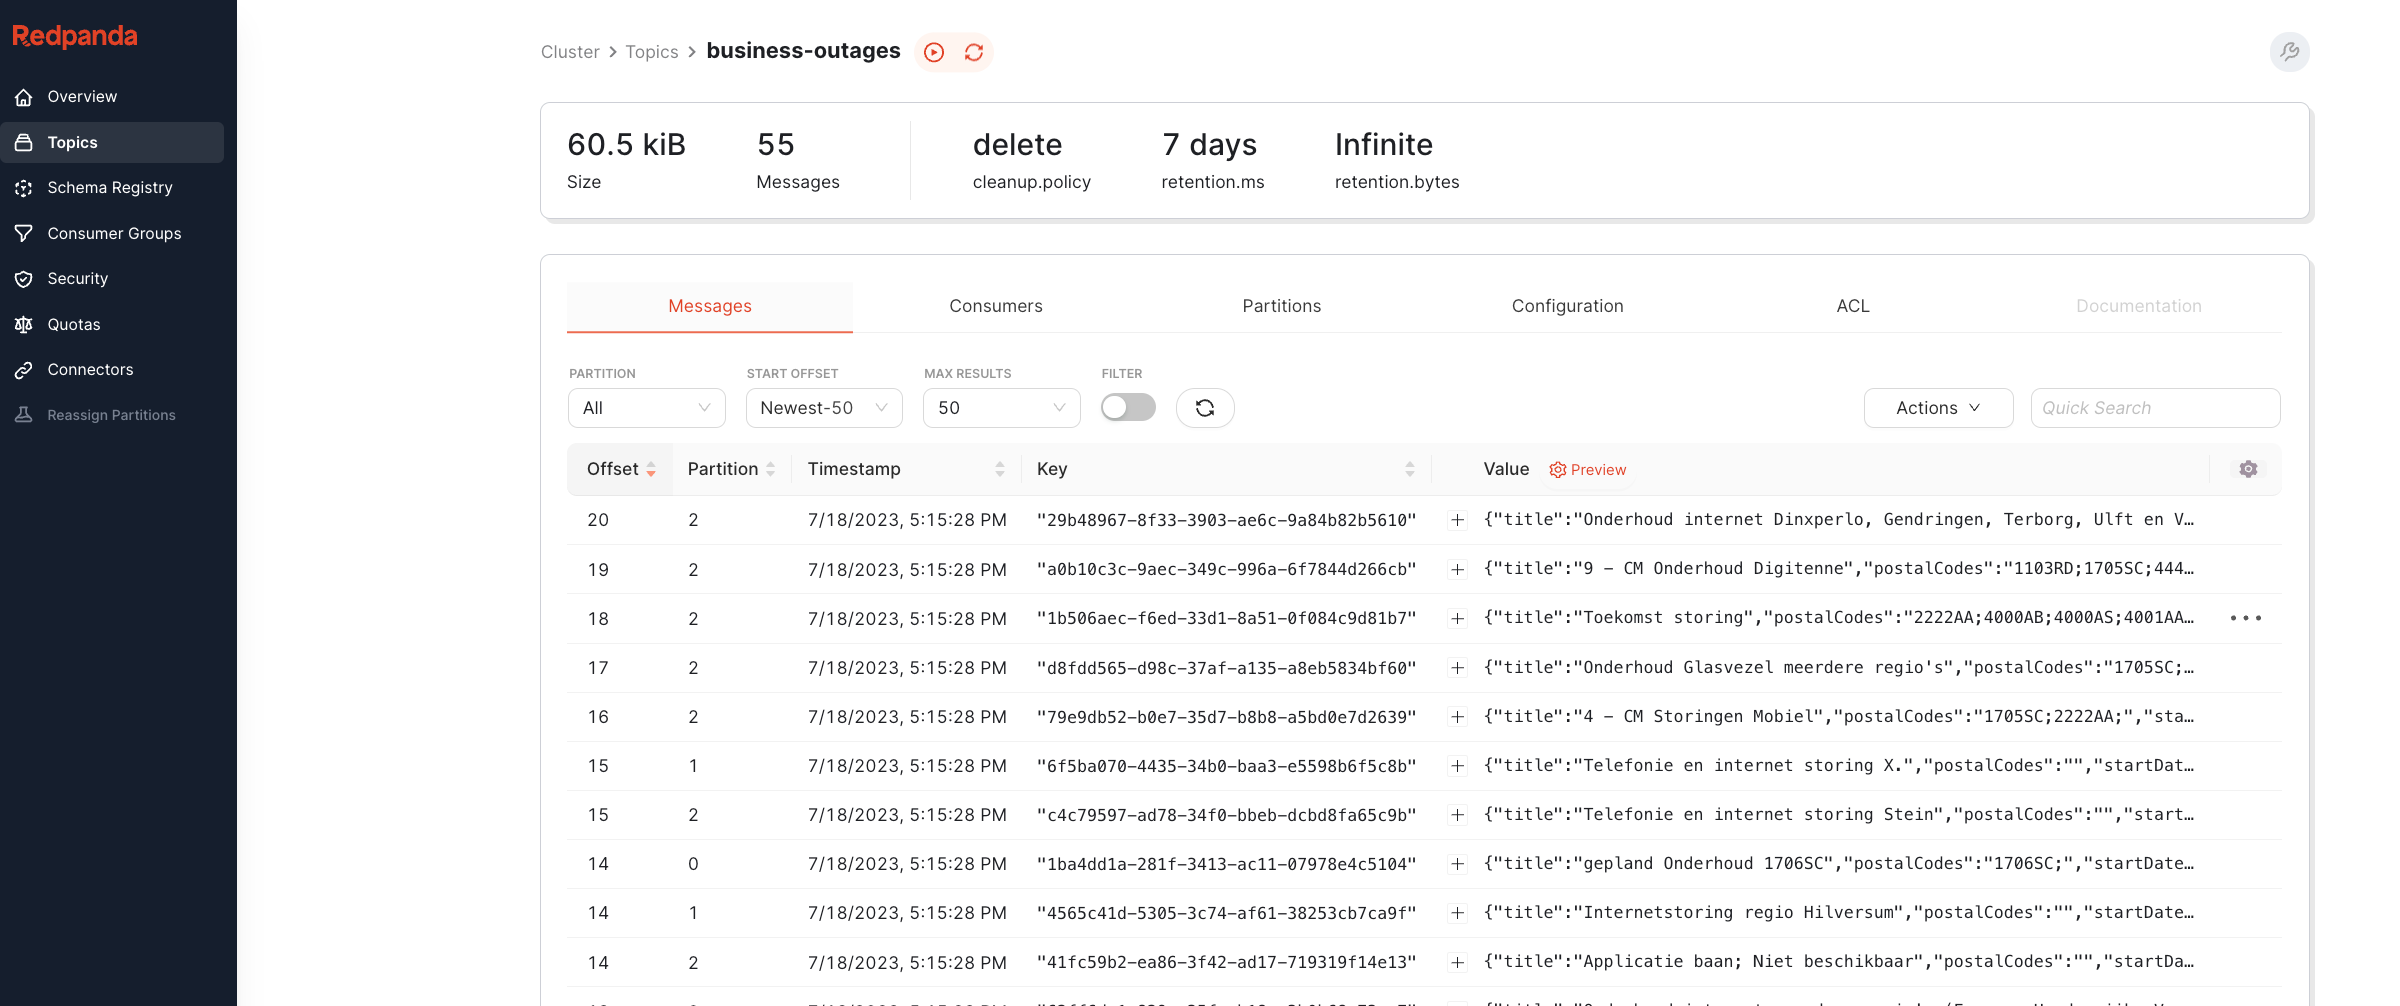 Redpanda
Overview
Topics
Schema Registry
Consumer Groups
Security
Quotas
Connectors
Reassign Partitions
Cluster > Topics > business-outages
60.5 kiB 55 delete 7 days Infinite
Size Messages cleanup.policy retention.ms retention.bytes
Messages Consumers Partitions Configuration ACL Documentation
PARTITION START OFFSET MAX RESULTS FILTER
All Newest-50 50 Actions Quick Search
Offset Partition Timestamp Key Value Preview
20 2 7/18/2023, 5:15:28 PM "29b48967-8f33-3903-ae6c-9a84b82b5610" {"title":"Onderhoud internet Dinxperlo, Gendringen, Terborg, Ulft en V…
19 2 7/18/2023, 5:15:28 PM "a0b10c3c-9aec-349c-996a-6f7844d266cb" {"title":"9 - CM Onderhoud Digitenne","postalCodes":"1103RD;1705SC;444…
18 2 7/18/2023, 5:15:28 PM "1b506aec-f6ed-33d1-8a51-0f084c9d81b7" {"title":"Toekomst storing","postalCodes":"2222AA;4000AB;4000AS;4001AA…
17 2 7/18/2023, 5:15:28 PM "d8fdd565-d98c-37af-a135-a8eb5834bf60" {"title":"Onderhoud Glasvezel meerdere regio's","postalCodes":"1705SC;…
16 2 7/18/2023, 5:15:28 PM "79e9db52-b0e7-35d7-b8b8-a5bd0e7d2639" {"title":"4 - CM Storingen Mobiel","postalCodes":"1705SC;2222AA;","sta…
15 1 7/18/2023, 5:15:28 PM "6f5ba070-4435-34b0-baa3-e5598b6f5c8b" {"title":"Telefonie en internet storing X.","postalCodes":"","startDat…
15 2 7/18/2023, 5:15:28 PM "c4c79597-ad78-34f0-bbeb-dcbd8fa65c9b" {"title":"Telefonie en internet storing Stein","postalCodes":"","start…
14 0 7/18/2023, 5:15:28 PM "1ba4dd1a-281f-3413-ac11-07978e4c5104" {"title":"gepland Onderhoud 1706SC","postalCodes":"1706SC;","startDate…
14 1 7/18/2023, 5:15:28 PM "4565c41d-5305-3c74-af61-38253cb7ca9f" {"title":"Internetstoring regio Hilversum","postalCodes":"","startDate…
14 2 7/18/2023, 5:15:28 PM "41fc59b2-ea86-3f42-ad17-719319f14e13" {"title":"Applicatie baan; Niet beschikbaar","postalCodes":"","startDa…